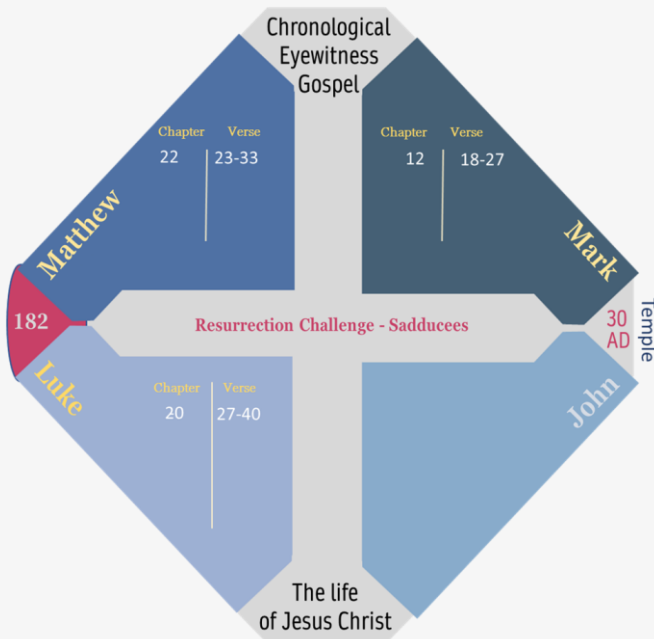 Chronological
Eyewitness
Gospel
Chapter Verse
22 23-33
Chapter Verse
12 18-27
Matthew
Mark
182
Resurrection Challenge - Sadducees
30
AD
Temple
Luke
Chapter Verse
20 27-40
John
The life
of Jesus Christ